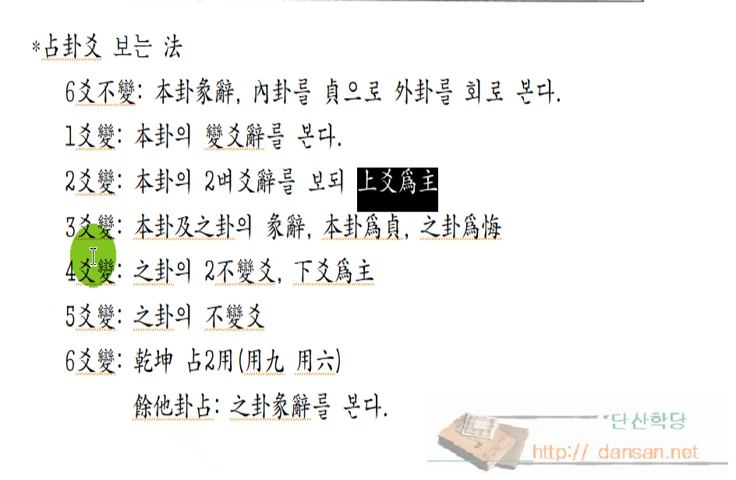 *占卦爻 보는 法
6爻不變: 本卦彖辭, 內卦를 貞으로 外卦를 회로 본다.
1爻變: 本卦의 變爻辭를 본다.
2爻變: 本卦의 2벼爻辭를 보되 上爻爲主
3爻變: 本卦及之卦의 彖辭, 本卦爲貞, 之卦爲悔
4爻變: 之卦의 2不變爻, 下爻爲主
5爻變: 之卦의 不變爻
6爻變: 乾坤 占2用(用九 用六)
餘他卦占: 之卦彖辭를 본다.
단산학당
http:// dansan.net